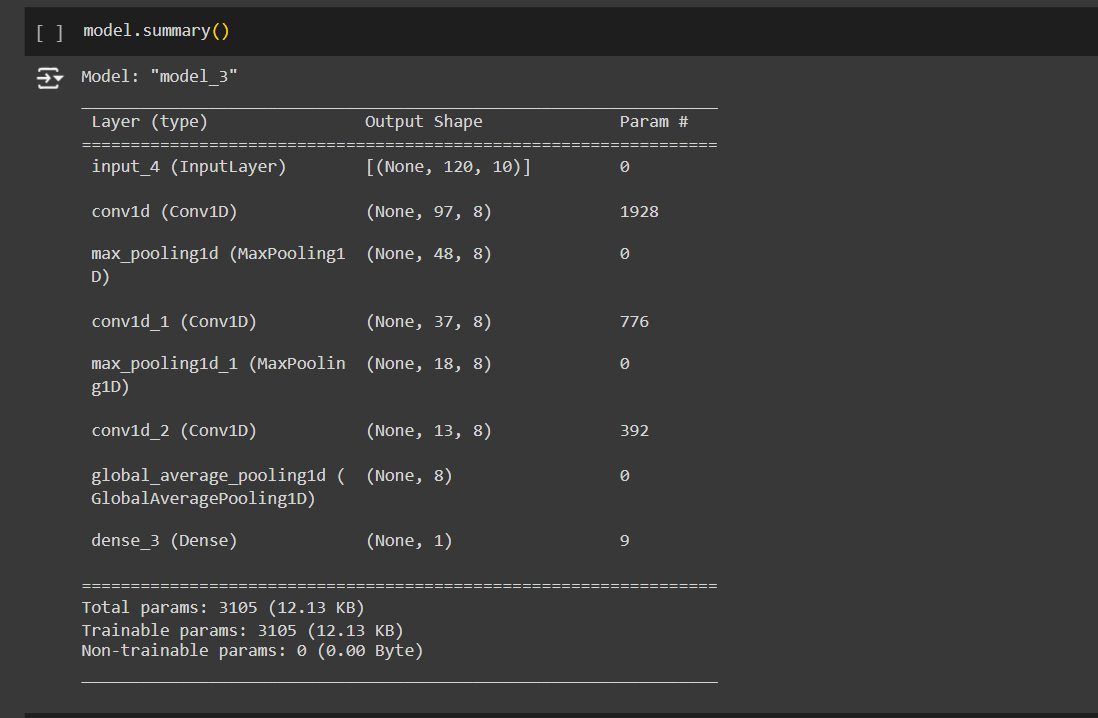 [ ] model.summary()
Model: "model_3"
_________________________________________________________________
Layer (type) Output Shape Param #
=================================================================
input_4 (InputLayer) [(None, 120, 10)] 0
conv1d (Conv1D) (None, 97, 8) 1928
max_pooling1d (MaxPooling1 (None, 48, 8) 0
D)
conv1d_1 (Conv1D) (None, 37, 8) 776
max_pooling1d_1 (MaxPoolin (None, 18, 8) 0
g1D)
conv1d_2 (Conv1D) (None, 13, 8) 392
global_average_pooling1d ( (None, 8) 0
GlobalAveragePooling1D)
dense_3 (Dense) (None, 1) 9
=================================================================
Total params: 3105 (12.13 KB)
Trainable params: 3105 (12.13 KB)
Non-trainable params: 0 (0.00 Byte)
_________________________________________________________________